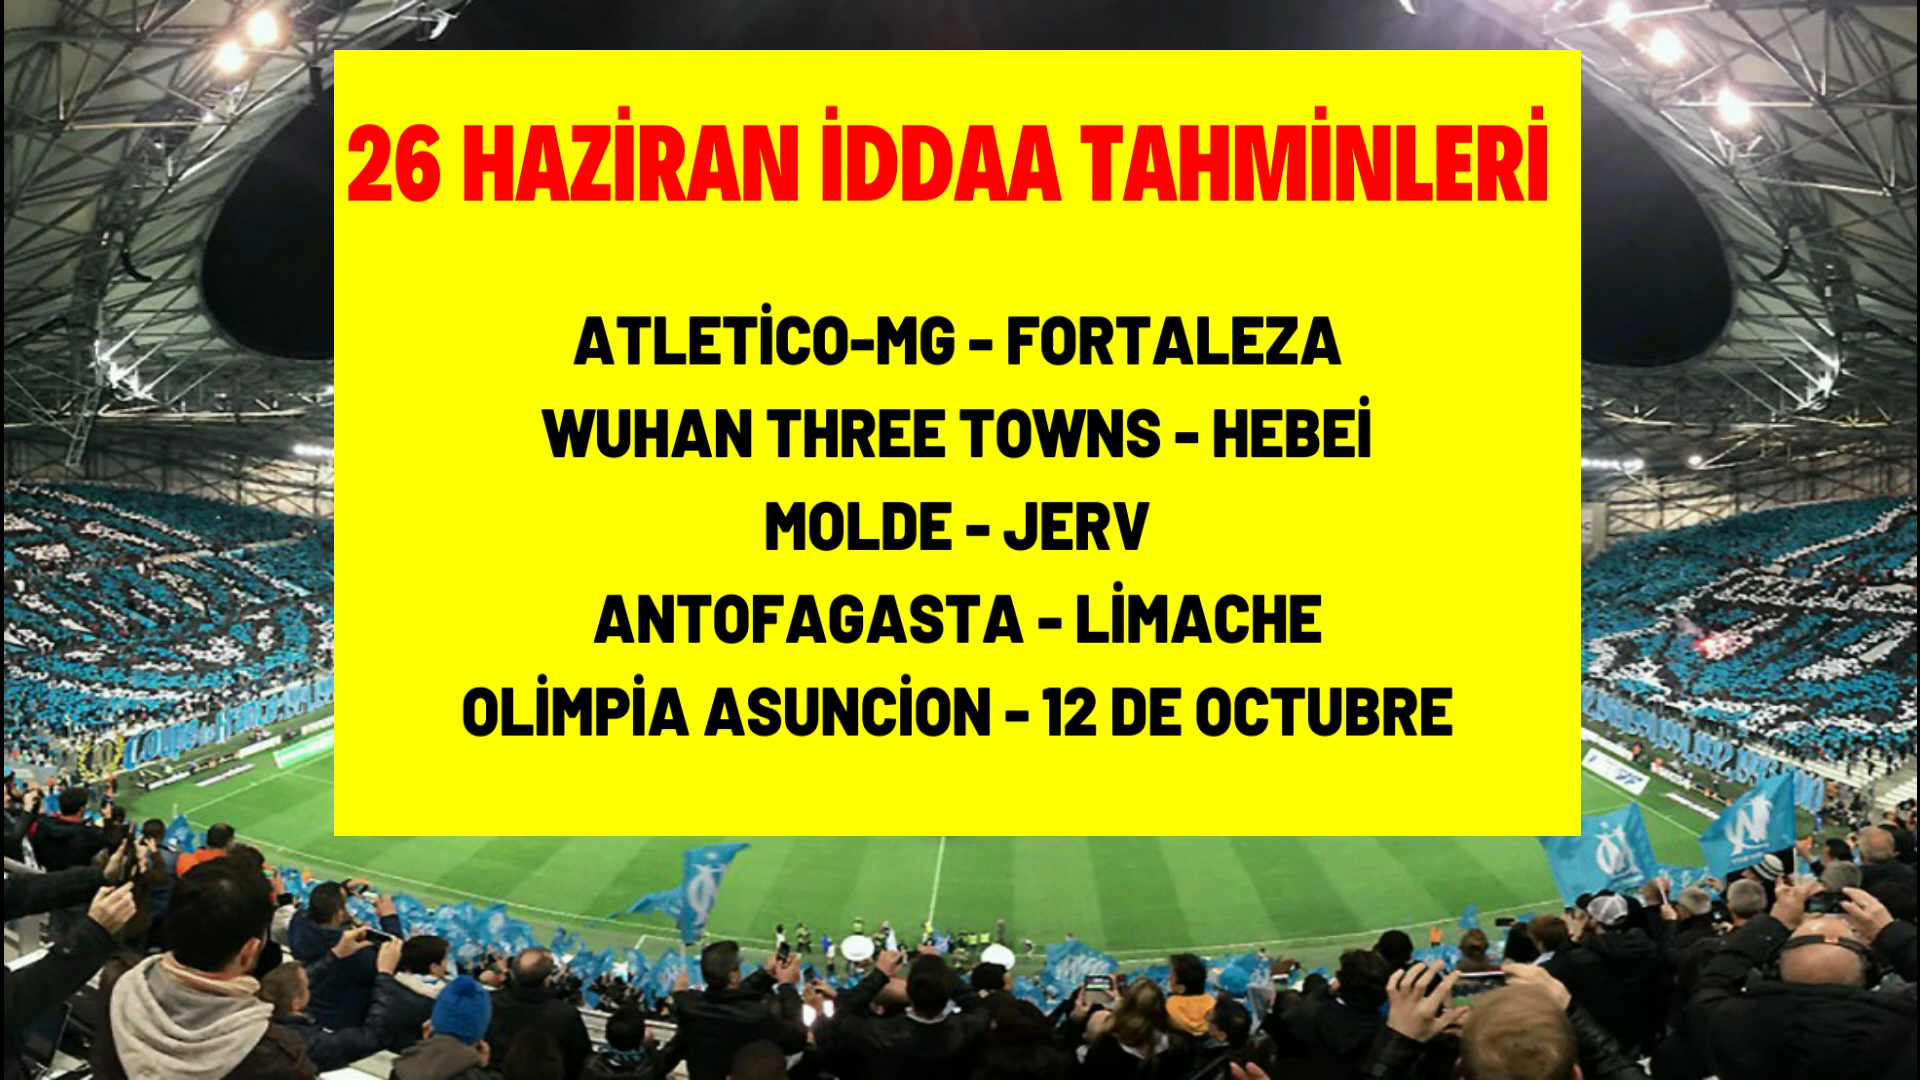 26 HAZİRAN İDDAA TAHMİNLERİ
ATLETİCO-MG - FORTALEZA
WUHAN THREE TOWNS - HEBEİ
MOLDE - JERV
ANTOFAGASTA - LİMACHE
OLİMPİA ASUNCİON - 12 DE OCTUBRE